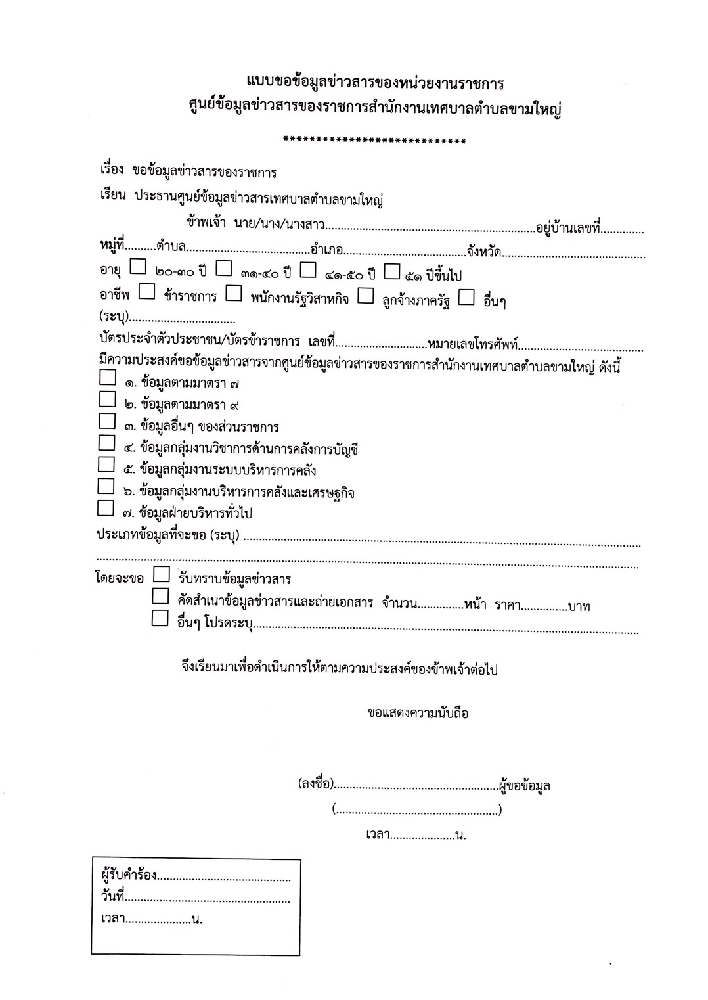 แบบขอข้อมูลข่าวสารของหน่วยงานราชการ
ศูนย์ข้อมูลข่าวสารของราชการสำนักงานเทศบาลตำบลขามใหญ่
****************************
เรื่อง ขอข้อมูลข่าวสารของราชการ
เรียน ประธานศูนย์ข้อมูลข่าวสารเทศบาลตำบลขามใหญ่
ข้าพเจ้า นาย/นาง/นางสาว................................................................อยู่บ้านเลขที่.............
หมู่ที่.........ตำบล......................................อำเภอ......................................จังหวัด............................................
อายุ ☐ ๒๐-๓๐ ปี ☐ ๓๑-๔๐ ปี ☐ ๔๑-๕๐ ปี ☐ ๕๑ ปีขึ้นไป
อาชีพ ☐ ข้าราชการ ☐ พนักงานรัฐวิสาหกิจ ☐ ลูกจ้างภาครัฐ ☐ อื่นๆ
(ระบุ).................................
บัตรประจำตัวประชาชน/บัตรข้าราชการ เลขที่............................หมายเลขโทรศัพท์......................................
มีความประสงค์ขอข้อมูลข่าวสารจากศูนย์ข้อมูลข่าวสารของราชการสำนักงานเทศบาลตำบลขามใหญ่ ดังนี้
☐ ๑. ข้อมูลตามมาตรา ๗
☐ ๒. ข้อมูลตามมาตรา ๙
☐ ๓. ข้อมูลอื่นๆ ของส่วนราชการ
☐ ๔. ข้อมูลกลุ่มงานวิชาการด้านการคลังการบัญชี
☐ ๕. ข้อมูลกลุ่มงานระบบบริหารการคลัง
☐ ๖. ข้อมูลกลุ่มงานบริหารการคลังและเศรษฐกิจ
☐ ๗. ข้อมูลฝ่ายบริหารทั่วไป
ประเภทข้อมูลที่จะขอ (ระบุ) ..........................................................................................................................
......................................................................................................................................................................
โดยจะขอ ☐ รับทราบข้อมูลข่าวสาร
☐ คัดสำเนาข้อมูลข่าวสารและถ่ายเอกสาร จำนวน..............หน้า ราคา..............บาท
☐ อื่นๆ โปรดระบุ......................................................................................................................
จึงเรียนมาเพื่อดำเนินการให้ตามความประสงค์ของข้าพเจ้าต่อไป
ขอแสดงความนับถือ
(ลงชื่อ)..................................................ผู้ขอข้อมูล
(..................................................)
เวลา....................น.
ผู้รับคำร้อง.........................................
วันที่...................................................
เวลา....................น.